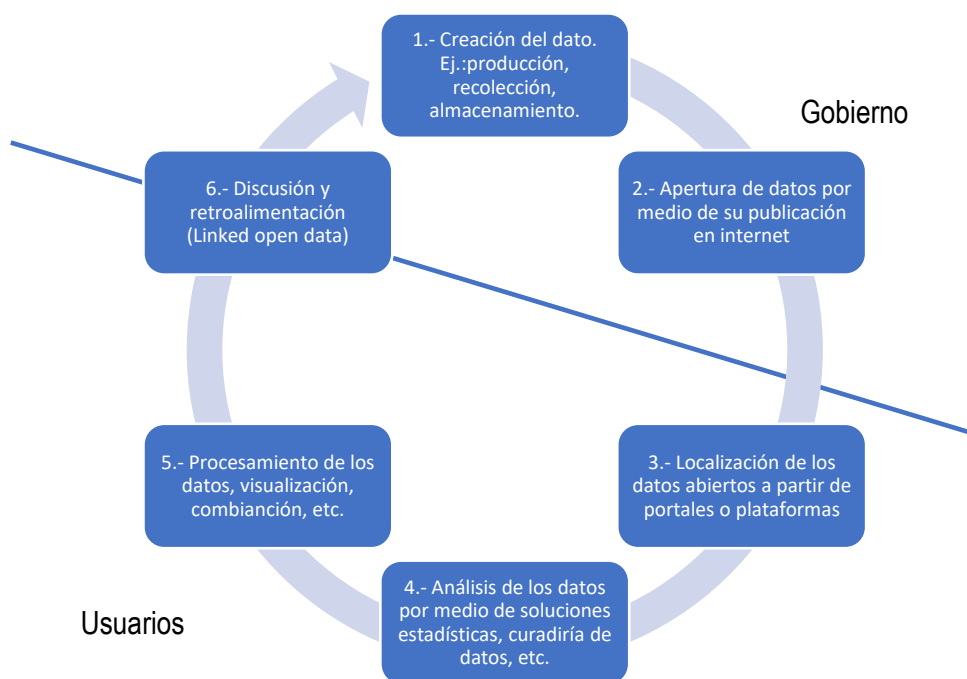 1.- Creación del dato.
Ej.:producción,
recolección,
almacenamiento.
Gobierno
2.- Apertura de datos por
medio de su publicación
en internet
3.- Localización de los
datos abiertos a partir de
portales o plataformas
4.- Análisis de los datos
por medio de soluciones
estadísticas, curadiría de
datos, etc.
Usuarios
5.- Procesamiento de los
datos, visualización,
combianción, etc.
6.- Discusión y
retroalimentación
(Linked open data)